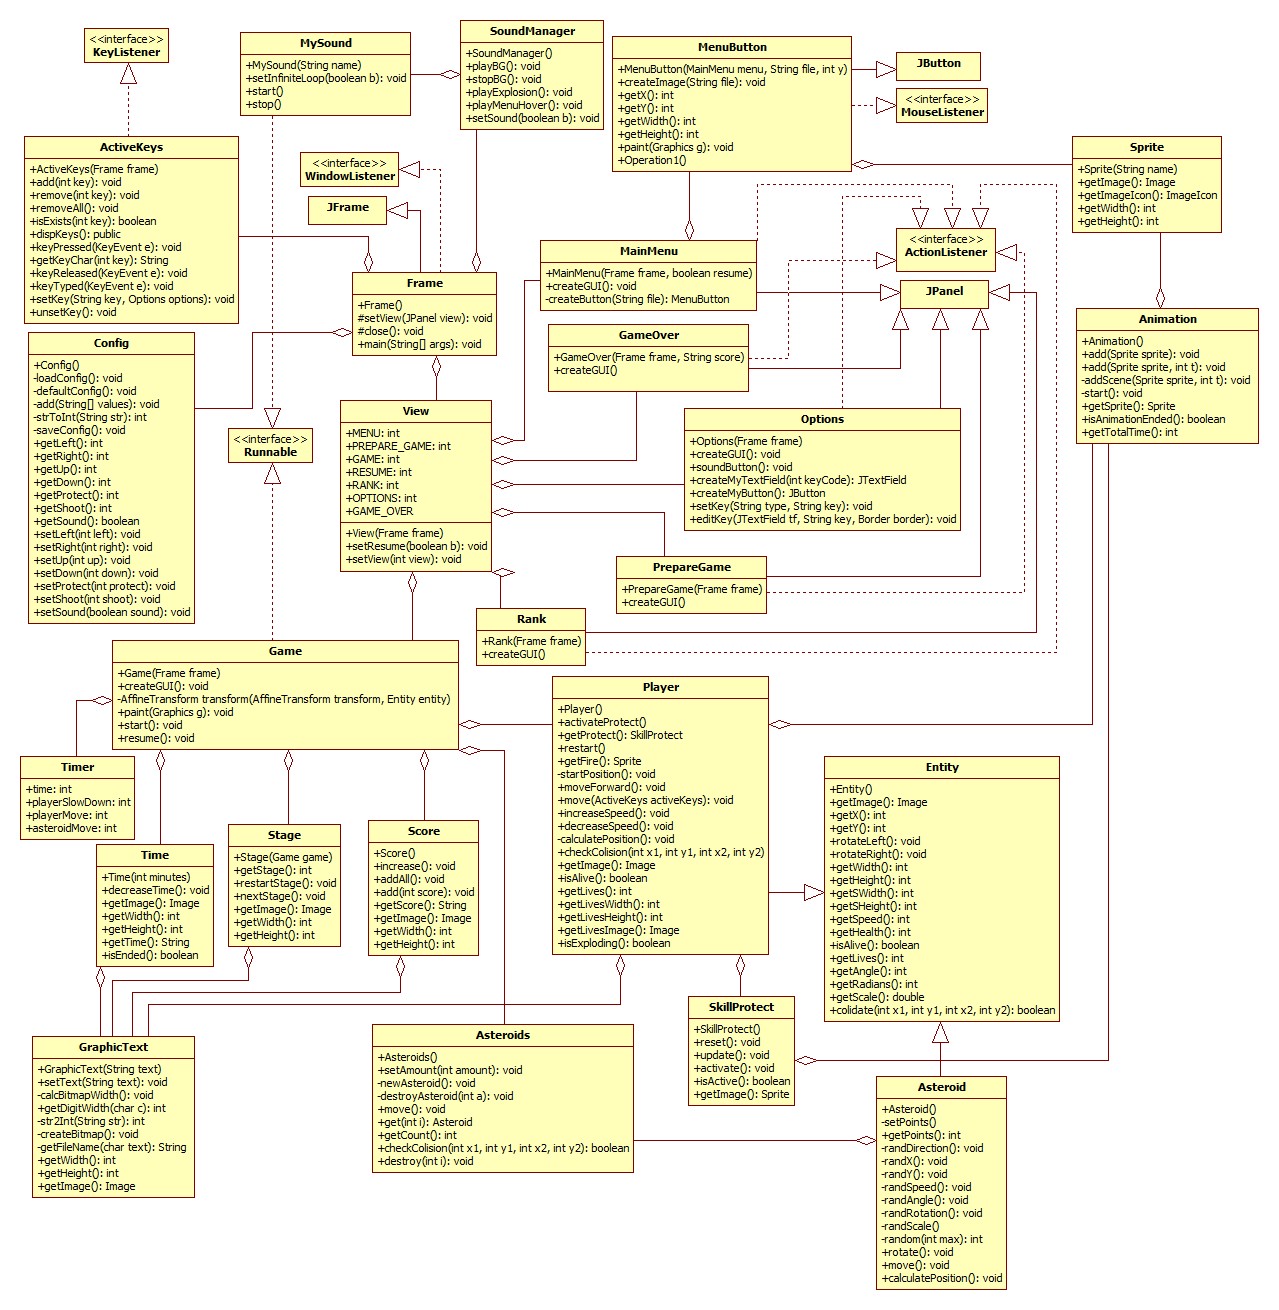 <<interface>>
KeyListener
MySound
+MySound(String name)
+setInfiniteLoop(boolean b): void
+start()
+stop()
SoundManager
+SoundManager()
+playBG(): void
+stopBG(): void
+playExplosion(): void
+playMenuHover(): void
+setSound(boolean b): void
MenuButton
+MenuButton(MainMenu menu, String file, int y)
+createImage(String file): void
+getX(): int
+getY(): int
+getWidth(): int
+getHeight(): int
+paint(Graphics g): void
+Operation1()
JButton
<<interface>>
MouseListener
ActiveKeys
+ActiveKeys(Frame frame)
+add(int key): void
+remove(int key): void
+removeAll(): void
+isExists(int key): boolean
+dispKeys(): public
+keyPressed(KeyEvent e): void
+getKeyChar(int key): String
+keyReleased(KeyEvent e): void
+keyTyped(KeyEvent e): void
+setKey(String key, Options options): void
+unsetKey(): void
<<interface>>
WindowListener
JFrame
Sprite
+Sprite(String name)
+getImage(): Image
+getImageIcon(): ImageIcon
+getWidth(): int
+getHeight(): int
<<interface>>
ActionListener
JPanel
MainMenu
+MainMenu(Frame frame, boolean resume)
+createGUI(): void
-createButton(String file): MenuButton
Frame
+Frame()
#setView(JPanel view): void
#close(): void
+main(String[] args): void
GameOver
+GameOver(Frame frame, String score)
+createGUI()
Animation
+Animation()
+add(Sprite sprite): void
+add(Sprite sprite, int t): void
-addScene(Sprite sprite, int t): void
-start(): void
+getSprite(): Sprite
+isAnimationEnded(): boolean
+getTotalTime(): int
Config
+Config()
-loadConfig(): void
-defaultConfig(): void
-add(String[] values): void
-strToInt(String str): int
-saveConfig(): void
+getLeft(): int
+getRight(): int
+getUp(): int
+getDown(): int
+getProtect(): int
+getShoot(): int
+getSound(): boolean
+setLeft(int left): void
+setRight(int right): void
+setUp(int up): void
+setDown(int down): void
+setProtect(int protect): void
+setShoot(int shoot): void
+setSound(boolean sound): void
<<interface>>
Runnable
View
+MENU: int
+PREPARE_GAME: int
+GAME: int
+RESUME: int
+RANK: int
+OPTIONS: int
+GAME_OVER
+View(Frame frame)
+setResume(boolean b): void
+setView(int view): void
Options
+Options(Frame frame)
+createGUI(): void
+soundButton(): void
+createMyTextField(int keyCode): JTextField
+createMyButton(): JButton
+setKey(String type, String key): void
+editKey(JTextField tf, String key, Border border): void
PrepareGame
+PrepareGame(Frame frame)
+createGUI()
Rank
+Rank(Frame frame)
+createGUI()
Game
+Game(Frame frame)
+createGUI(): void
-AffineTransform transform(AffineTransform transform, Entity entity)
+paint(Graphics g): void
+start(): void
+resume(): void
Player
+Player()
+activateProtect()
+getProtect(): SkillProtect
+restart()
+getFire(): Sprite
-startPosition(): void
+moveForward(): void
+move(ActiveKeys activeKeys): void
+increaseSpeed(): void
+decreaseSpeed(): void
-calculatePosition(): void
+checkColision(int x1, int y1, int x2, int y2)
+getImage(): Image
+isAlive(): boolean
+getLives(): int
+getLivesWidth(): int
+getLivesHeight(): int
+getLivesImage(): Image
+isExploding(): boolean
Timer
+time: int
+playerSlowDown: int
+playerMove: int
+asteroidMove: int
Entity
+Entity()
+getImage(): Image
+getX(): int
+getY(): int
+rotateLeft(): void
+rotateRight(): void
+getWidth(): int
+getHeight(): int
+getSWidth(): int
+getSHeight(): int
+getSpeed(): int
+getHealth(): int
+isAlive(): boolean
+getLives(): int
+getAngle(): int
+getRadians(): int
+getScale(): double
+colidate(int x1, int y1, int x2, int y2): boolean
Time
+Time(int minutes)
+decreaseTime(): void
+getImage(): Image
+getWidth(): int
+getHeight(): int
+getTime(): String
+isEnded(): boolean
Stage
+Stage(Game game)
+getStage(): int
+restartStage(): void
+nextStage(): void
+getImage(): Image
+getWidth(): int
+getHeight(): int
Score
+Score()
+increase(): void
+addAll(): void
+add(int score): void
+getScore(): String
+getImage(): Image
+getWidth(): int
+getHeight(): int
SkillProtect
+SkillProtect()
+reset(): void
+update(): void
+activate(): void
+isActive(): boolean
+getImage(): Sprite
GraphicText
+GraphicText(String text)
+setText(String text): void
-calcBitmapWidth(): void
+getDigitWidth(char c): int
-str2Int(String str): int
-createBitmap(): void
-getFileName(char text): String
+getWidth(): int
+getHeight(): int
+getImage(): Image
Asteroids
+Asteroids()
+setAmount(int amount): void
-newAsteroid(): void
-destroyAsteroid(int a): void
+move(): void
+get(int i): Asteroid
+getCount(): int
+checkColision(int x1, int y1, int x2, int y2): boolean
+destroy(int i): void
Asteroid
+Asteroid()
-setPoints()
+getPoints(): int
-randDirection(): void
-randX(): void
-randY(): void
-randSpeed(): void
-randAngle(): void
-randRotation(): void
-randScale()
-random(int max): int
+rotate(): void
+move(): void
+calculatePosition(): void